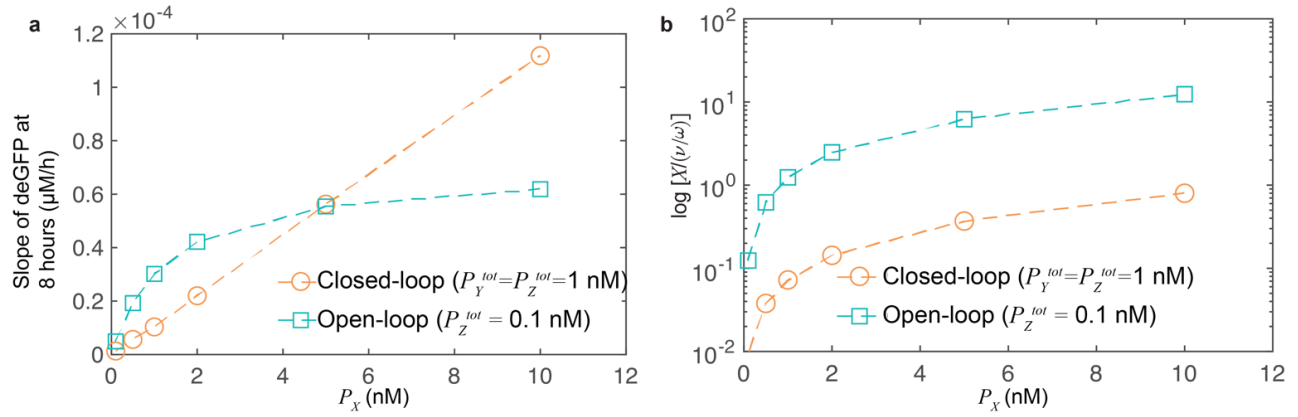 a
×10⁻⁴
1.2
1
0.8
0.6
0.4
0.2
0
0 2 4 6 8 10 12
Slope of deGFP at
8 hours (µM/h)
P_X (nM)
Closed-loop (P_Y^tot=P_Z^tot=1 nM)
Open-loop (P_Z^tot = 0.1 nM)
b
10²
10¹
10⁰
10⁻¹
10⁻²
0 2 4 6 8 10 12
log [X/(ν/ω)]
P_X (nM)
Closed-loop (P_Y^tot=P_Z^tot=1 nM)
Open-loop (P_Z^tot = 0.1 nM)